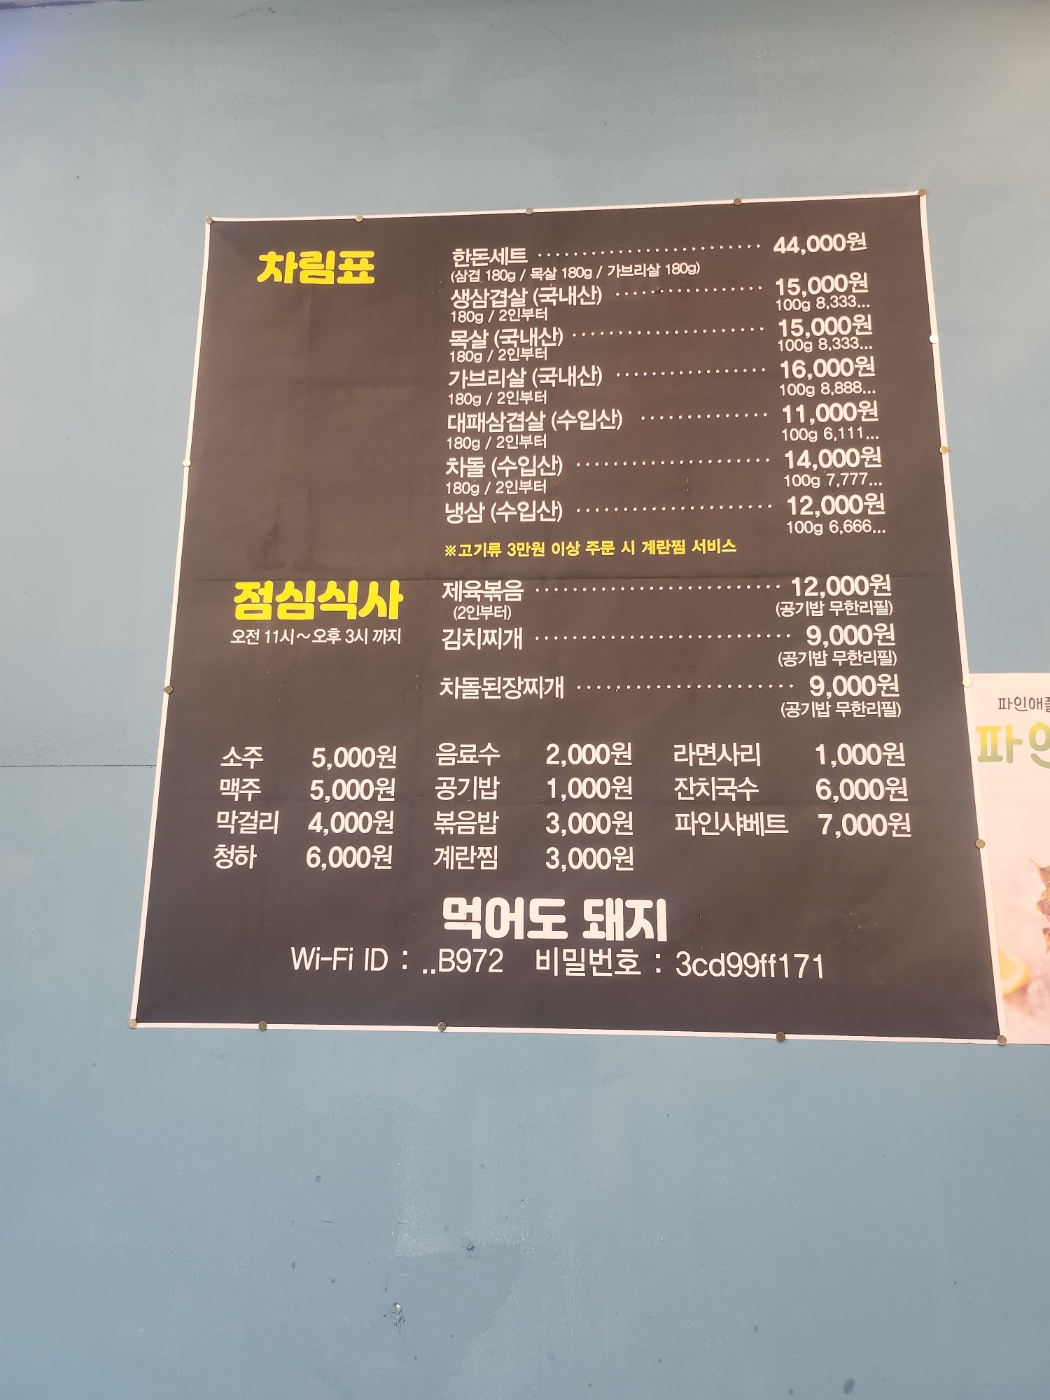 차림표
한돈세트 ........................ 44,000원
(삼겹 180g / 목살 180g / 가브리살 180g)
생삼겹살 (국내산) ................ 15,000원
180g / 2인부터 100g 8,333...
목살 (국내산) .................... 15,000원
180g / 2인부터 100g 8,333...
가브리살 (국내산) ................ 16,000원
180g / 2인부터 100g 8,888...
대패삼겹살 (수입산) .............. 11,000원
180g / 2인부터 100g 6,111...
차돌 (수입산) .................... 14,000원
180g / 2인부터 100g 7,777...
냉삼 (수입산) .................... 12,000원
100g 6,666...
※고기류 3만원 이상 주문 시 계란찜 서비스
점심식사
오전 11시~오후 3시 까지
제육볶음 ........................ 12,000원
(2인부터) (공기밥 무한리필)
김치찌개 ........................ 9,000원
(공기밥 무한리필)
차돌된장찌개 .................... 9,000원
(공기밥 무한리필)
소주 5,000원 음료수 2,000원 라면사리 1,000원
맥주 5,000원 공기밥 1,000원 잔치국수 6,000원
막걸리 4,000원 볶음밥 3,000원 파인샤베트 7,000원
청하 6,000원 계란찜 3,000원
먹어도 돼지
Wi-Fi ID : ..B972 비밀번호 : 3cd99ff171
파인애플
파인